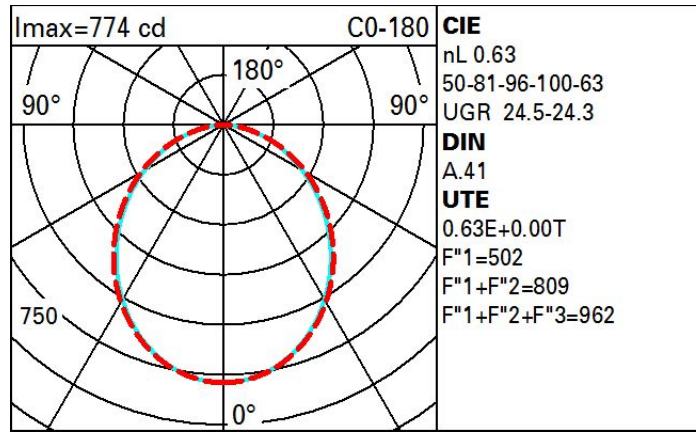 Imax=774 cd C0-180
180°
90° 90°
750
0°
CIE
nL 0.63
50-81-96-100-63
UGR 24.5-24.3
DIN
A.41
UTE
0.63E+0.00T
F"1=502
F"1+F"2=809
F"1+F"2+F"3=962